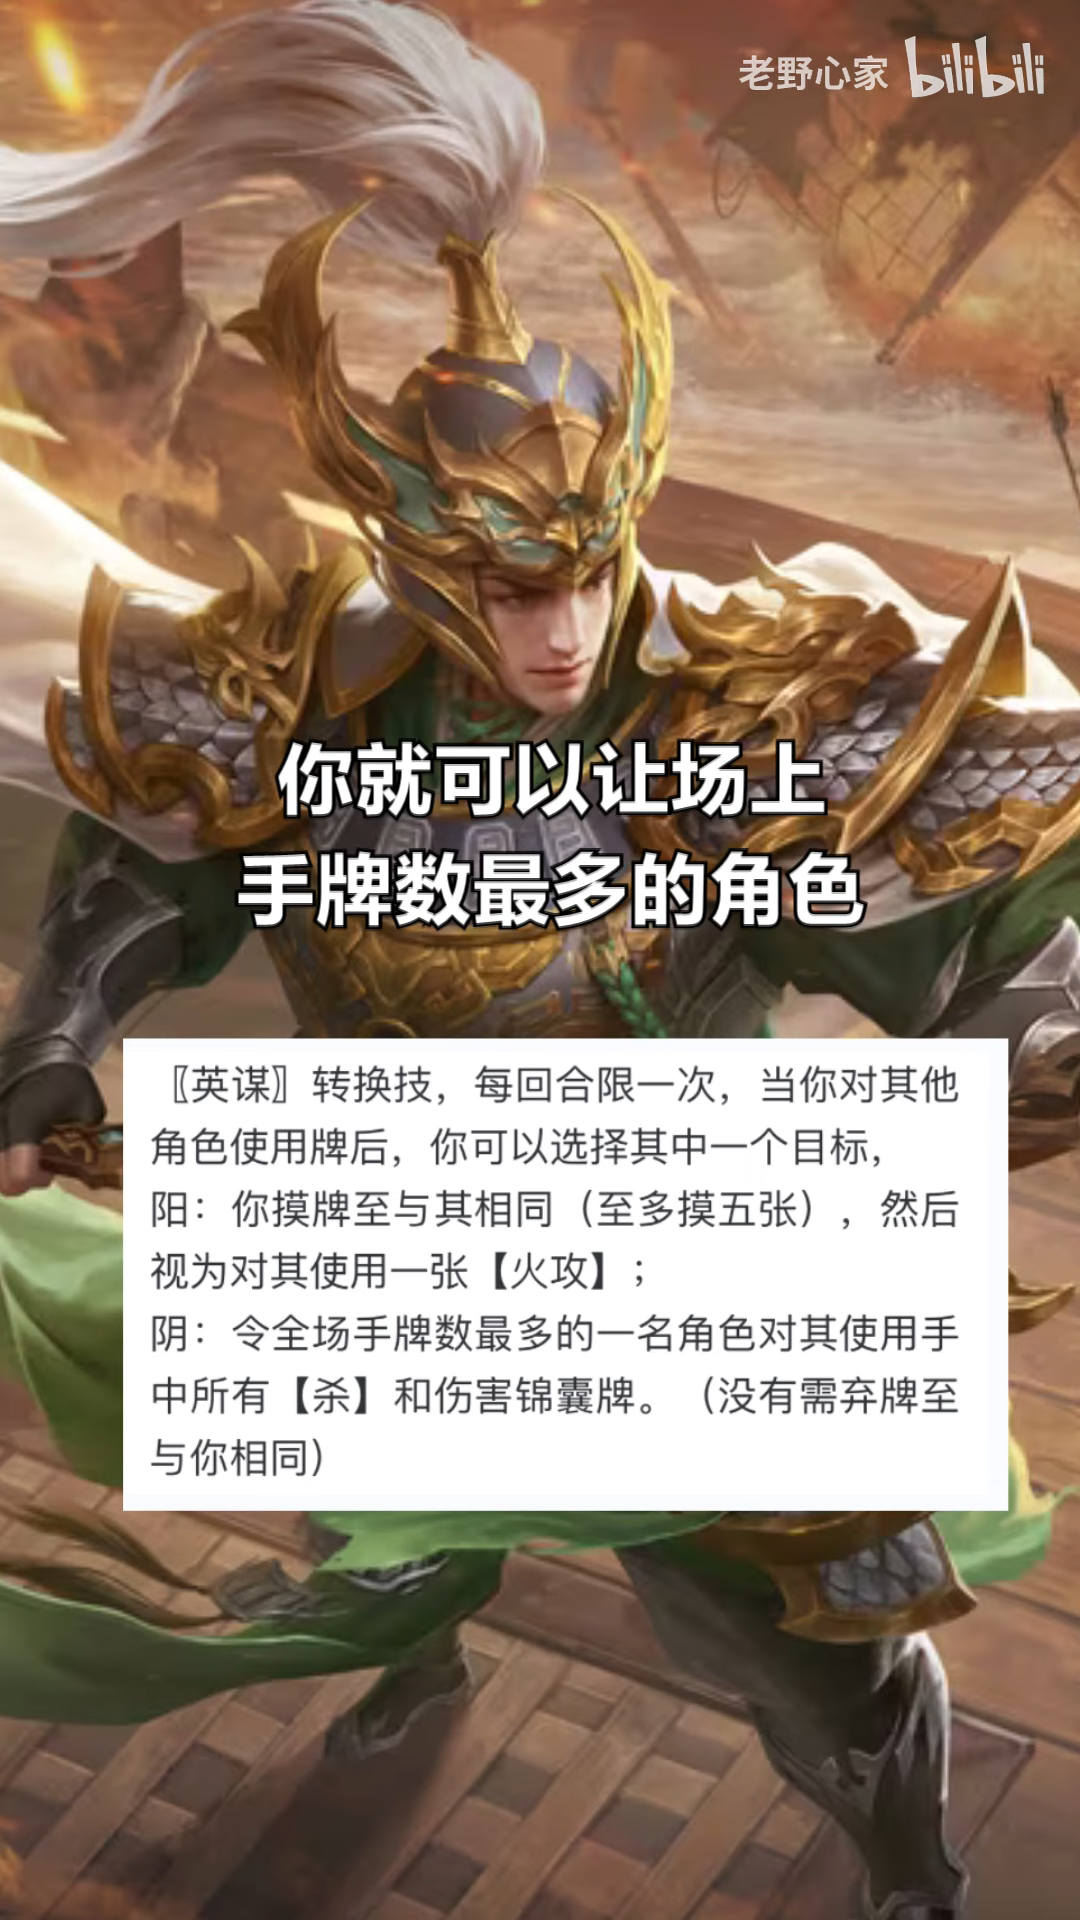 老野心家 bilibili
你就可以让场上
手牌数最多的角色
〖英谋〗转换技，每回合限一次，当你对其他
角色使用牌后，你可以选择其中一个目标，
阳：你摸牌至与其相同（至多摸五张），然后
视为对其使用一张【火攻】；
阴：令全场手牌数最多的一名角色对其使用手
中所有【杀】和伤害锦囊牌。（没有需弃牌至
与你相同）